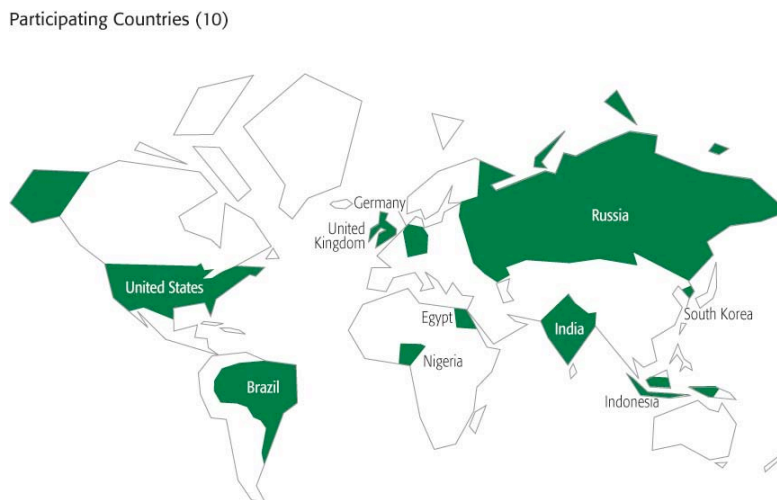 Participating Countries (10)
Germany
United
Kingdom
Russia
United States
Egypt
India
South Korea
Nigeria
Brazil
Indonesia